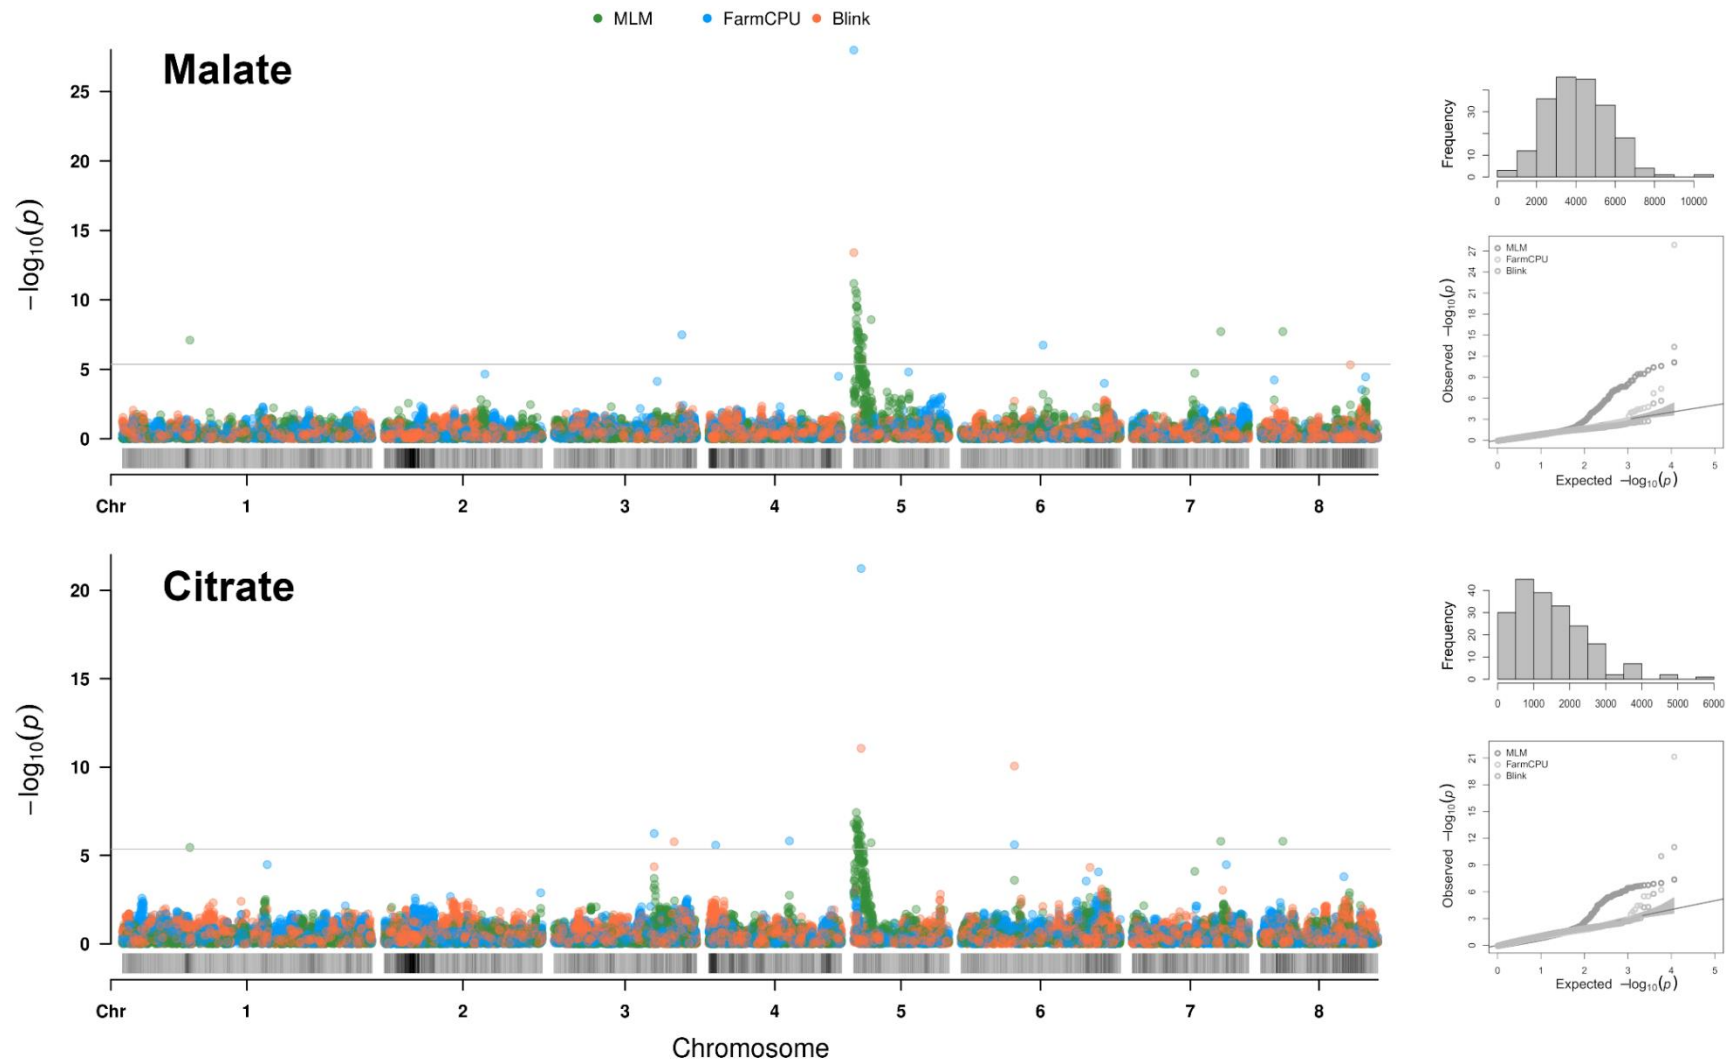 MLM FarmCPU Blink
Malate
−log10(p)
25
20
15
10
5
0
Chr 1 2 3 4 5 6 7 8
Frequency
30
10
0
0 2000 4000 6000 8000 10000
MLM
FarmCPU
Blink
Observed −log10(p)
27
24
21
18
15
12
9
6
3
0
0 1 2 3 4 5
Expected −log10(p)
Citrate
−log10(p)
20
15
10
5
0
Chr 1 2 3 4 5 6 7 8
Chromosome
Frequency
40
30
20
10
0
0 1000 2000 3000 4000 5000 6000
MLM
FarmCPU
Blink
Observed −log10(p)
21
18
15
12
9
6
3
0
0 1 2 3 4 5
Expected −log10(p)